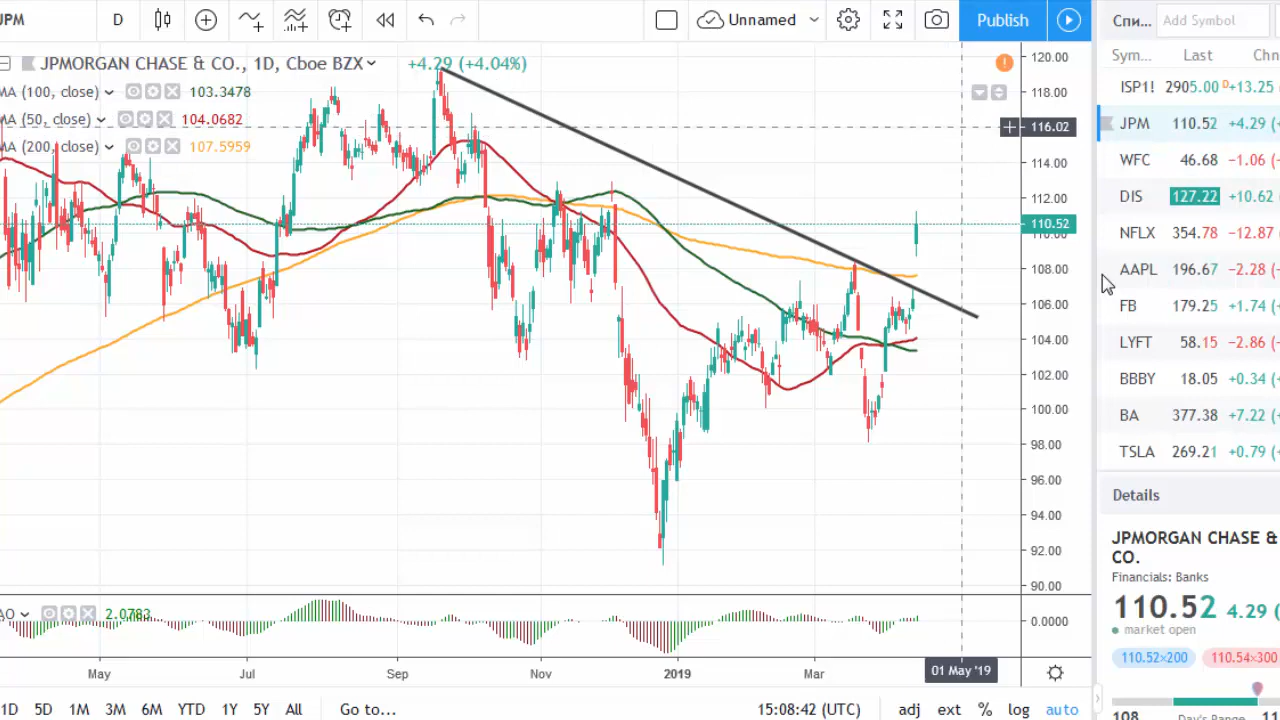 JPM D Unnamed Publish Спи... Add Symbol
JPMORGAN CHASE & CO., 1D, Cboe BZX +4.29 (+4.04%)
MA (100, close) 103.3478
MA (50, close) 104.0682
MA (200, close) 107.5959
120.00
118.00
116.02
114.00
112.00
110.52
110.00
108.00
106.00
104.00
102.00
100.00
98.00
96.00
94.00
92.00
90.00
AO 2.0783
0.0000
May Jul Sep Nov 2019 Mar 01 May '19
1D 5D 1M 3M 6M YTD 1Y 5Y All Go to... 15:08:42 (UTC) adj ext % log auto
Sym... Last Chn
ISP1! 2905.00 D +13.25
JPM 110.52 +4.29 (
WFC 46.68 −1.06 (
DIS 127.22 +10.62
NFLX 354.78 −12.87
AAPL 196.67 −2.28 (
FB 179.25 +1.74 (
LYFT 58.15 −2.86 (
BBBY 18.05 +0.34 (
BA 377.38 +7.22 (
TSLA 269.21 +0.79 (
Details
JPMORGAN CHASE &
CO.
Financials: Banks
110.52 4.29 (
market open
110.52×200 110.54×300
108 Day's Range 11